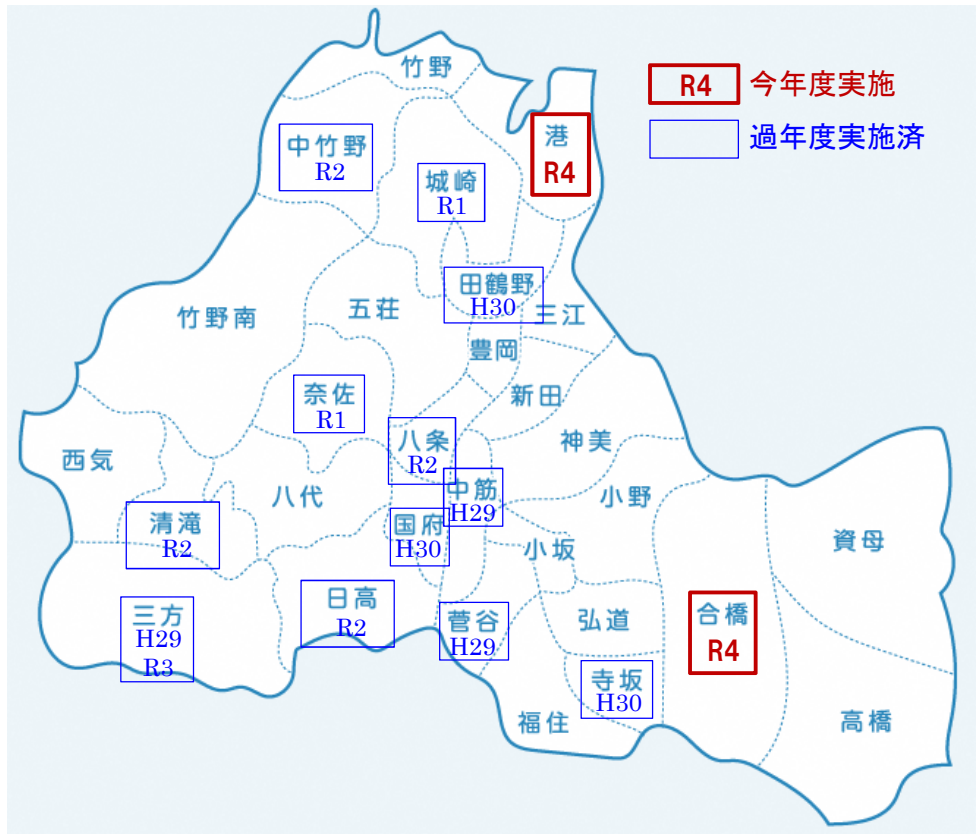 竹野
R4 今年度実施
過年度実施済
港
R4
中竹野
R2
城崎
R1
田鶴野
H30
三江
竹野南
五荘
豊岡
奈佐
R1
新田
八条
R2
神美
西気
八代
中筋
H29
小野
清滝
R2
国府
H30
小坂
資母
日高
R2
三方
H29
R3
菅谷
H29
弘道
合橋
R4
寺坂
H30
福住
高橋